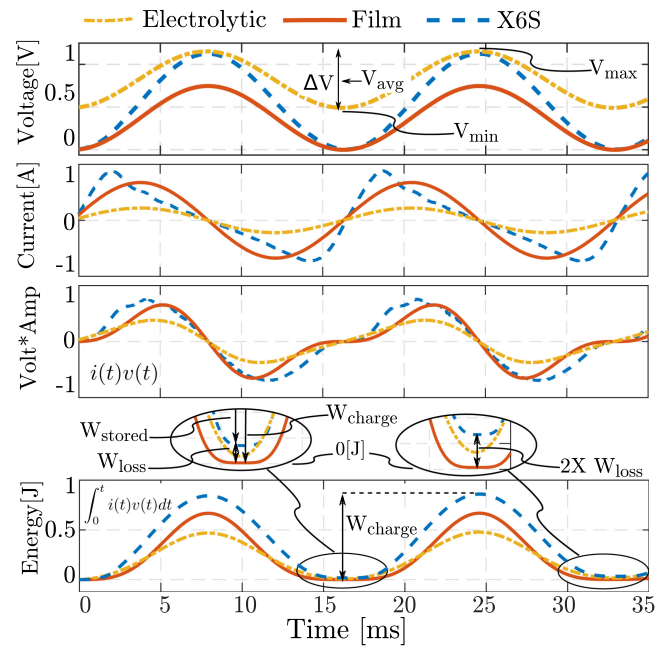 Electrolytic Film X6S
Voltage[V]
1
0.5
0
ΔV
V_avg
V_max
V_min
Current[A]
1
0
-1
Volt*Amp
1
0
-1
i(t)v(t)
W_stored
W_charge
W_loss
0[J]
2X W_loss
Energy[J]
1
0.5
0
∫_0^t i(t)v(t)dt
W_charge
0 5 10 15 20 25 30 35
Time [ms]